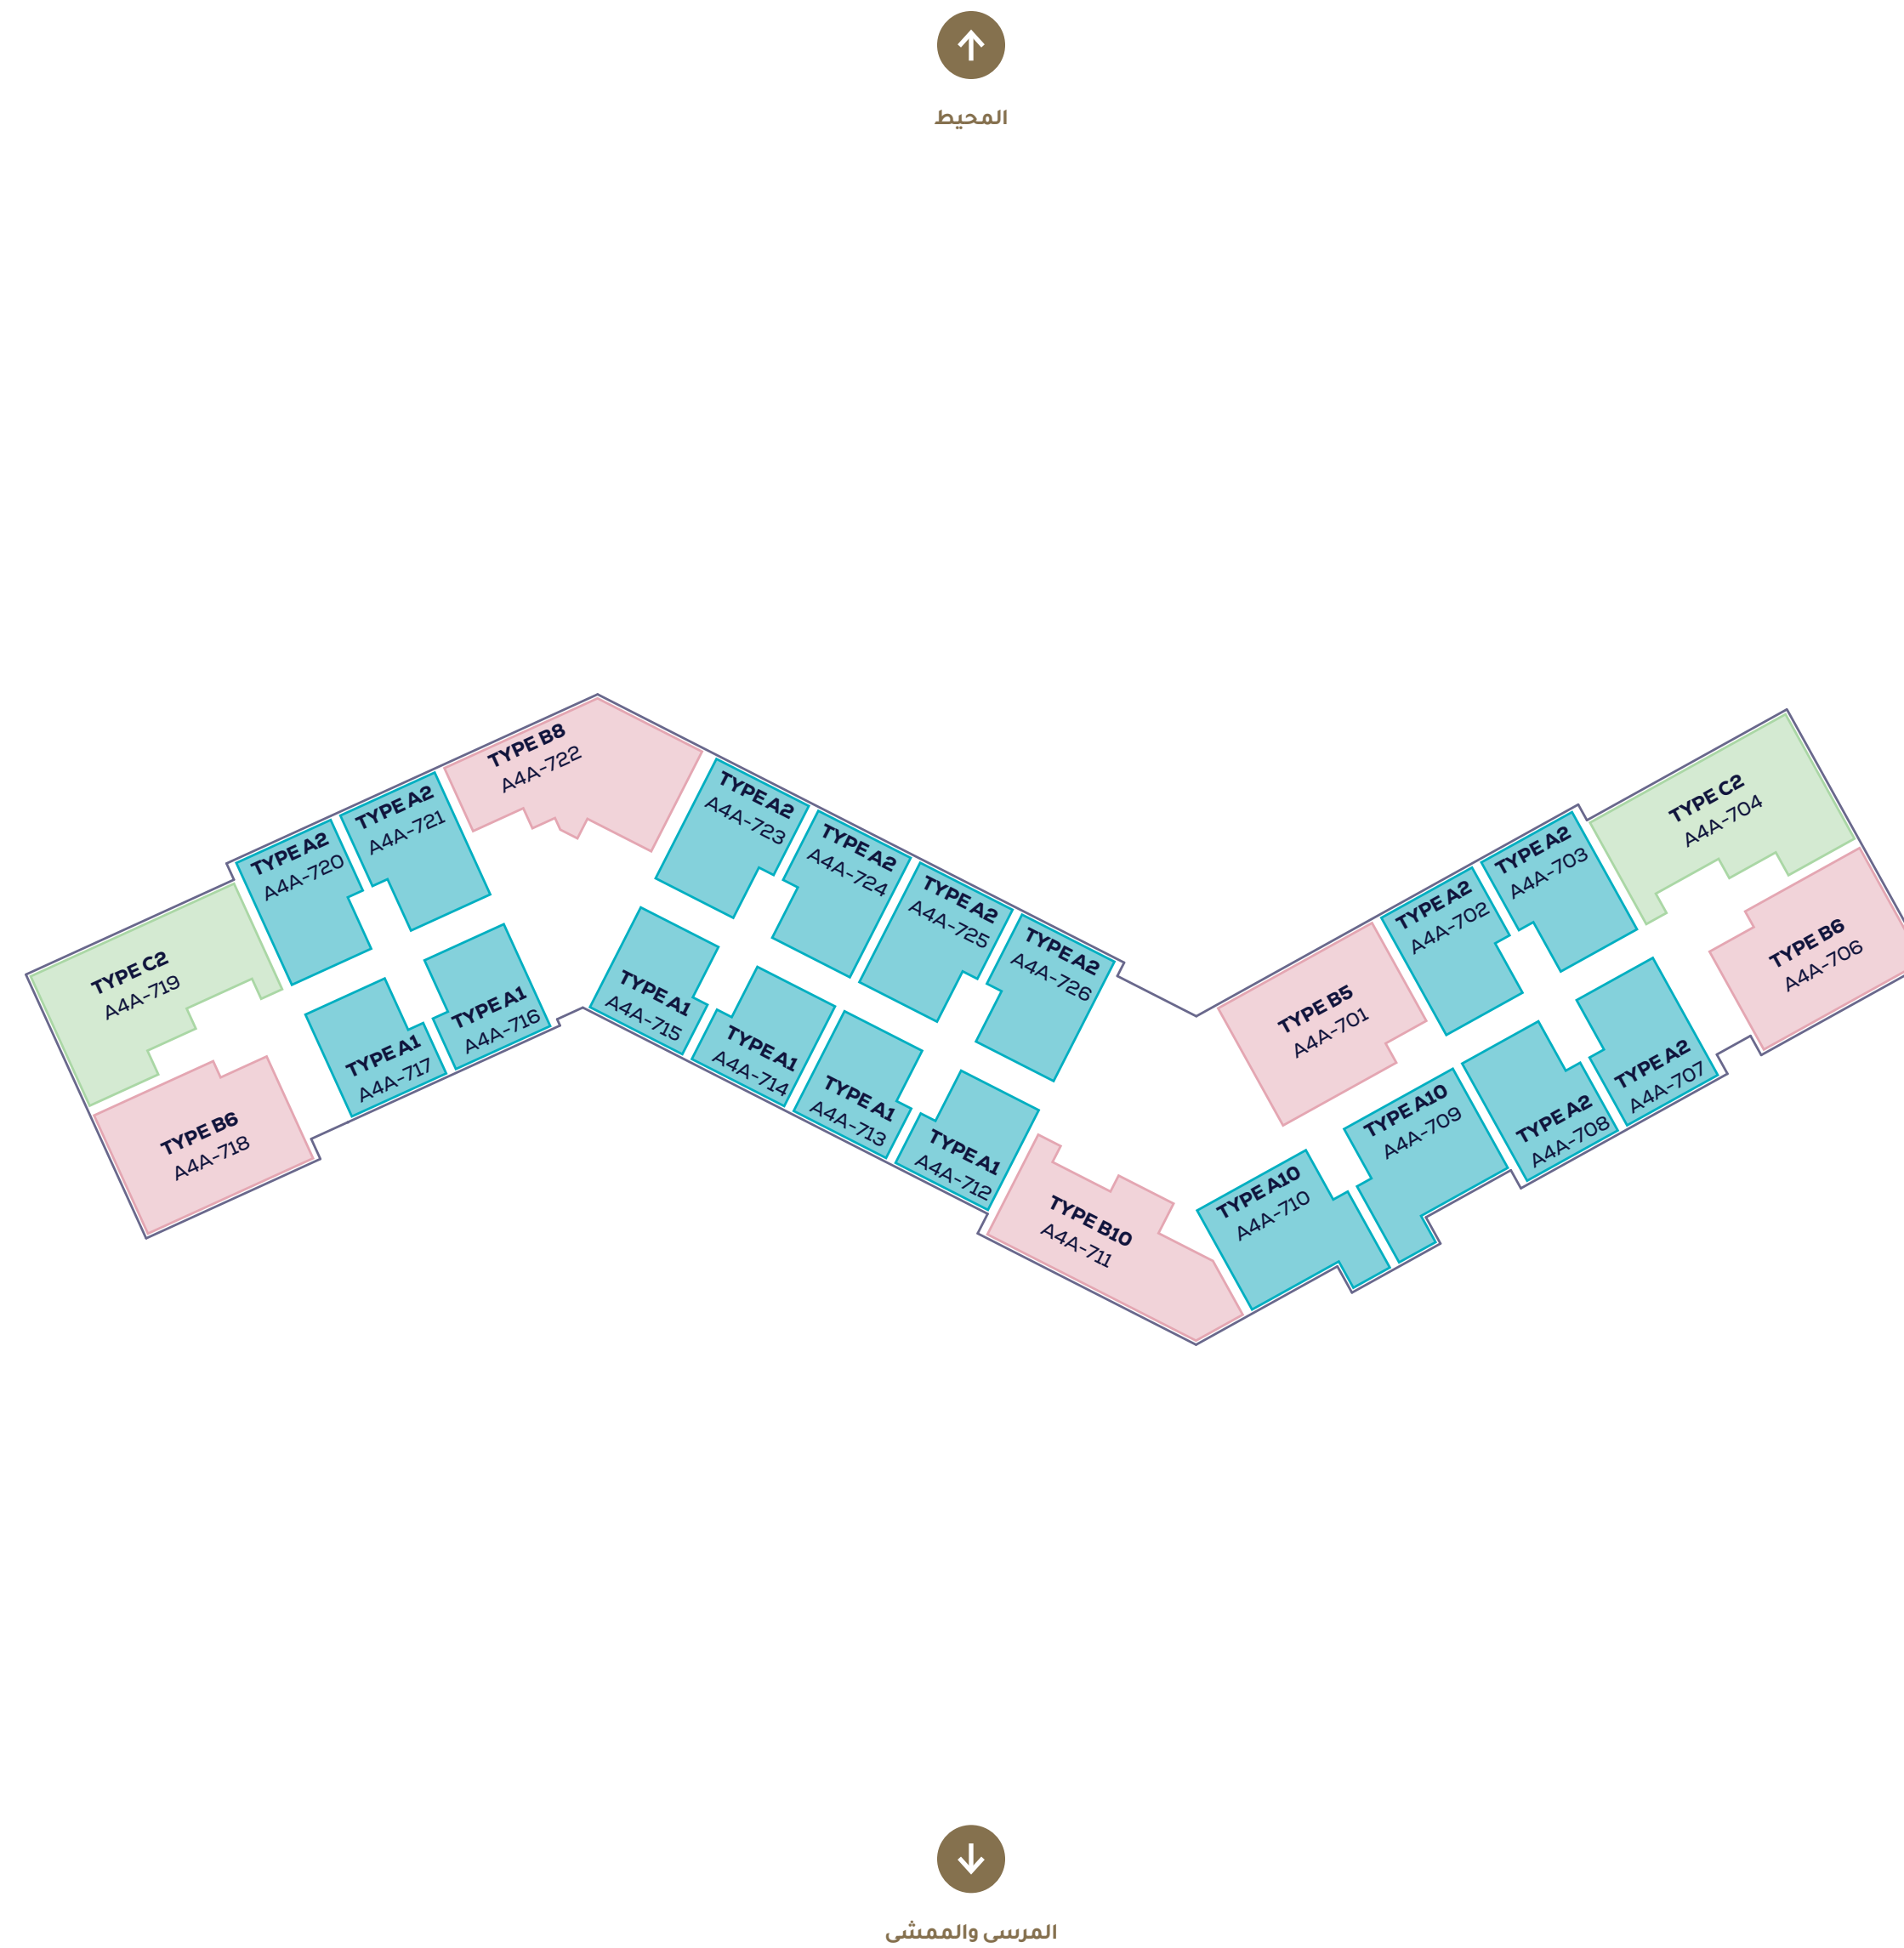 المحيط
TYPE B8
A4A-722
TYPE A2
A4A-721
TYPE A2
A4A-720
TYPE C2
A4A-719
TYPE B6
A4A-718
TYPE A1
A4A-717
TYPE A1
A4A-716
TYPE A2
A4A-723
TYPE A2
A4A-724
TYPE A2
A4A-725
TYPE A2
A4A-726
TYPE A1
A4A-715
TYPE A1
A4A-714
TYPE A1
A4A-713
TYPE A1
A4A-712
TYPE B10
A4A-711
TYPE B5
A4A-701
TYPE A2
A4A-702
TYPE A2
A4A-703
TYPE C2
A4A-704
TYPE B6
A4A-706
TYPE A2
A4A-707
TYPE A2
A4A-708
TYPE A10
A4A-709
TYPE A10
A4A-710
المرسى والممشى